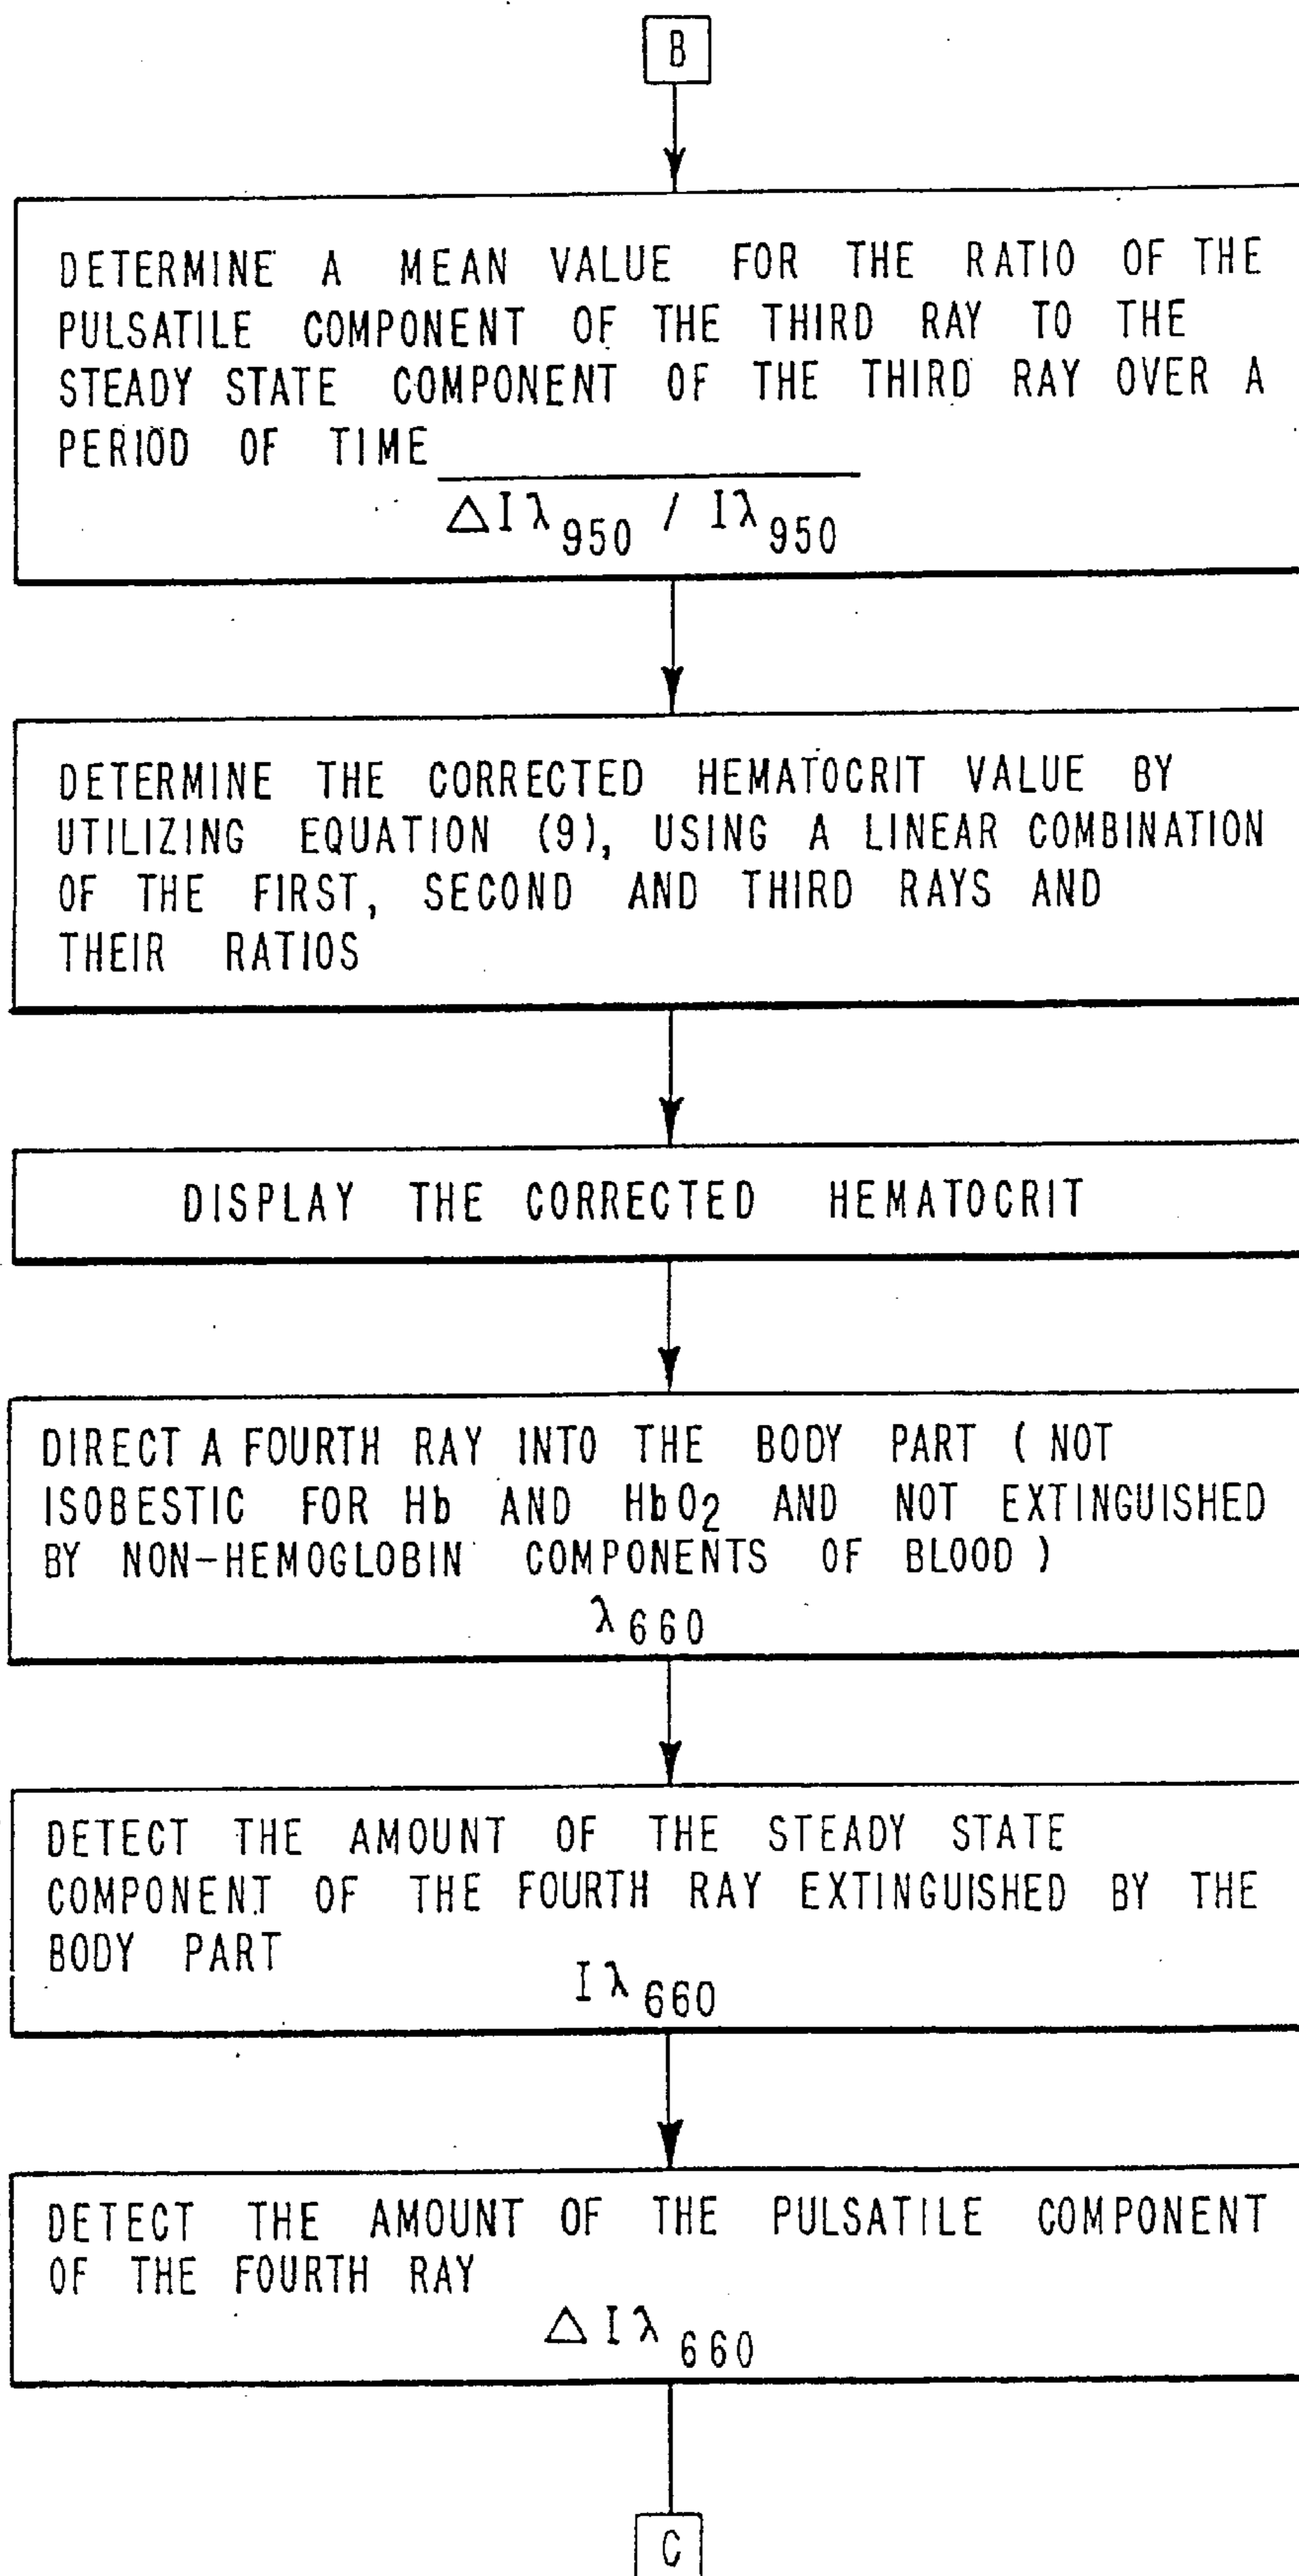 B
DETERMINE A MEAN VALUE FOR THE RATIO OF THE
PULSATILE COMPONENT OF THE THIRD RAY TO THE
STEADY STATE COMPONENT OF THE THIRD RAY OVER A
PERIOD OF TIME
ΔIλ950 / Iλ950
DETERMINE THE CORRECTED HEMATOCRIT VALUE BY
UTILIZING EQUATION (9), USING A LINEAR COMBINATION
OF THE FIRST, SECOND AND THIRD RAYS AND
THEIR RATIOS
DISPLAY THE CORRECTED HEMATOCRIT
DIRECT A FOURTH RAY INTO THE BODY PART (NOT
ISOBESTIC FOR Hb AND HbO2 AND NOT EXTINGUISHED
BY NON-HEMOGLOBIN COMPONENTS OF BLOOD)
λ660
DETECT THE AMOUNT OF THE STEADY STATE
COMPONENT OF THE FOURTH RAY EXTINGUISHED BY THE
BODY PART
Iλ660
DETECT THE AMOUNT OF THE PULSATILE COMPONENT
OF THE FOURTH RAY
ΔIλ660
C